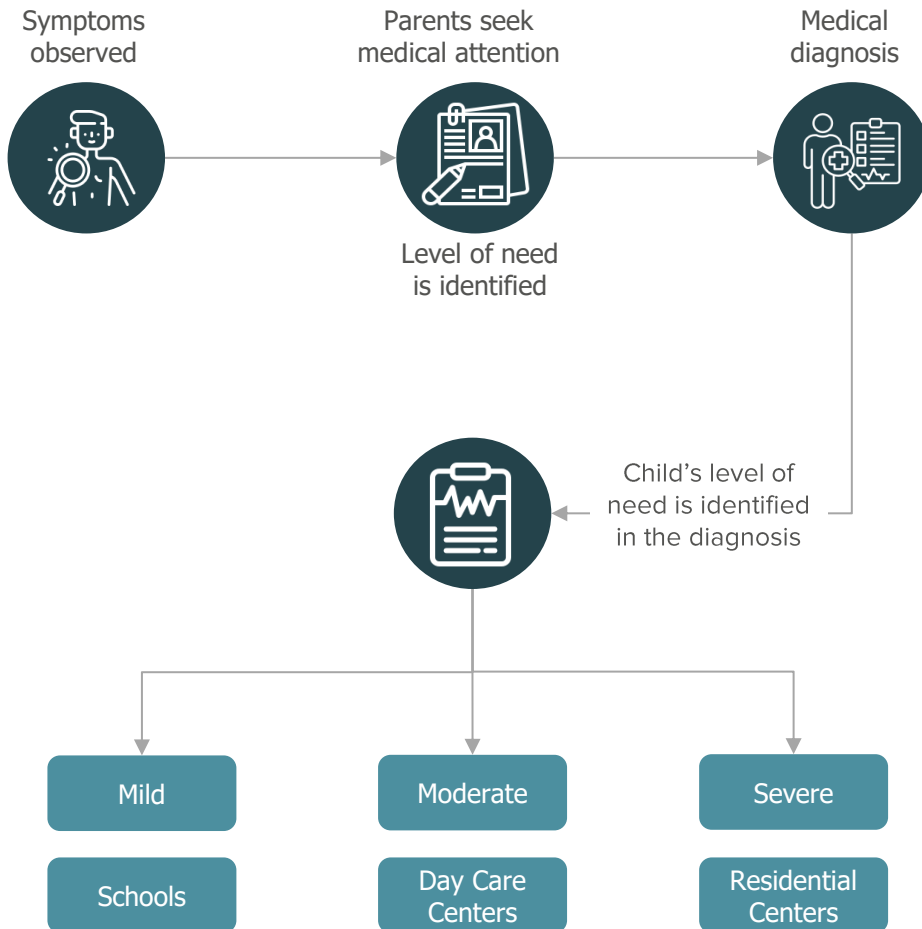 Symptoms
observed
Parents seek
medical attention
Medical
diagnosis
Level of need
is identified
Child’s level of
need is identified
in the diagnosis
Mild
Moderate
Severe
Schools
Day Care
Centers
Residential
Centers